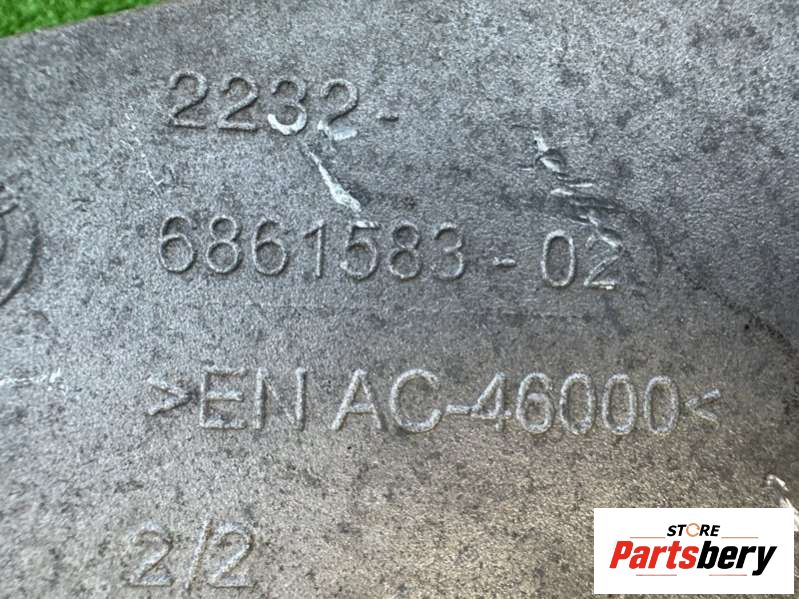 2232-
6861583-02
>EN AC-46000<
2/2
STORE
Partsbery